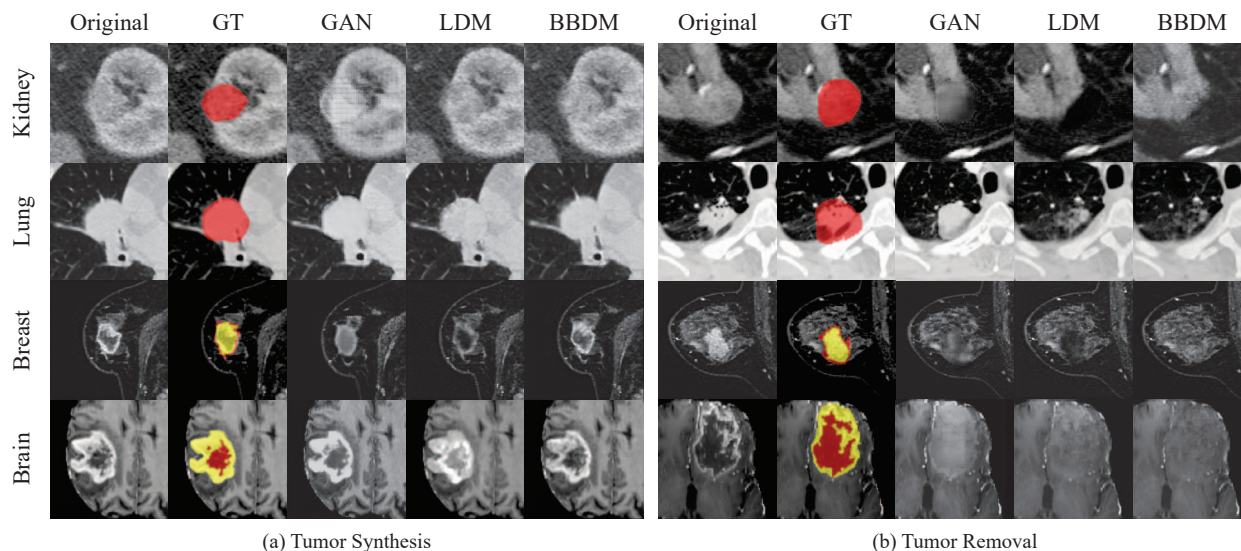 Original GT GAN LDM BBDM Original GT GAN LDM BBDM
Kidney
Lung
Breast
Brain
(a) Tumor Synthesis (b) Tumor Removal